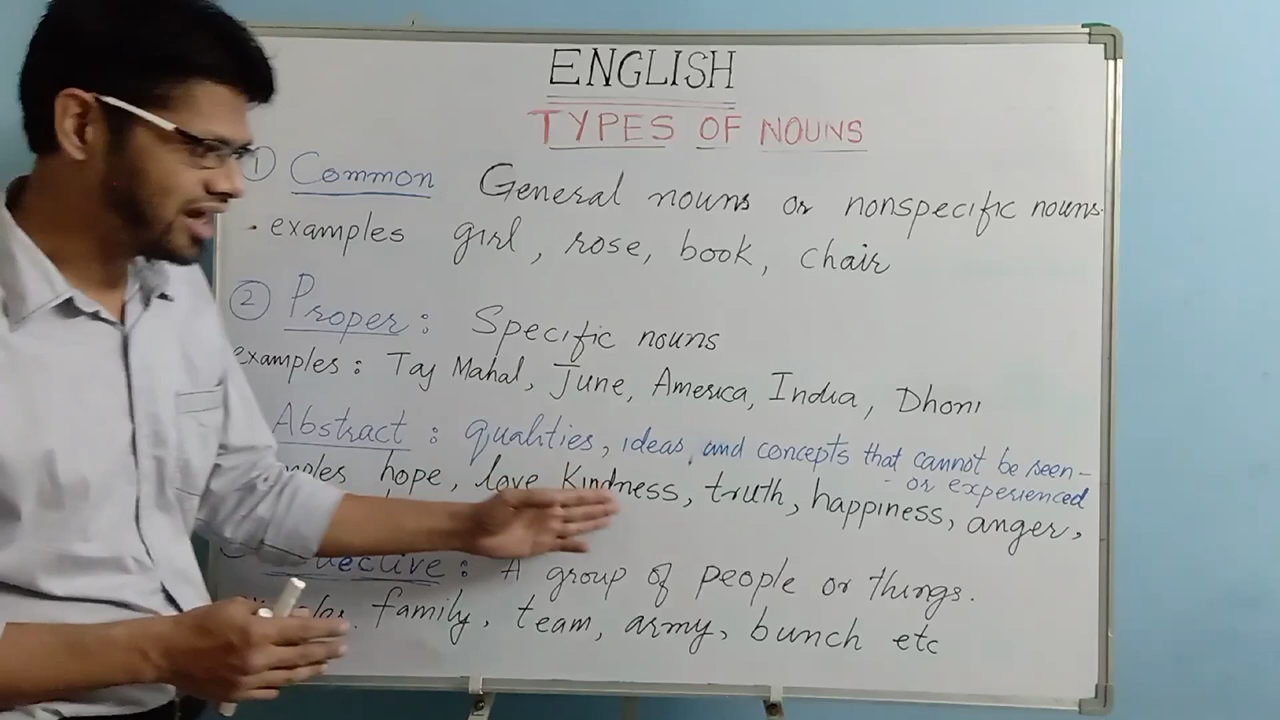 ENGLISH
TYPES OF NOUNS
① Common General nouns or nonspecific nouns.
. examples girl, rose, book, chair
② Proper : Specific nouns
examples : Taj Mahal, June, America, India, Dhoni
Abstract : qualities, ideas, and concepts that cannot be seen -
- or experienced
hope, love Kindness, truth, happiness, anger,
: A group of people or things.
family, team, army, bunch etc